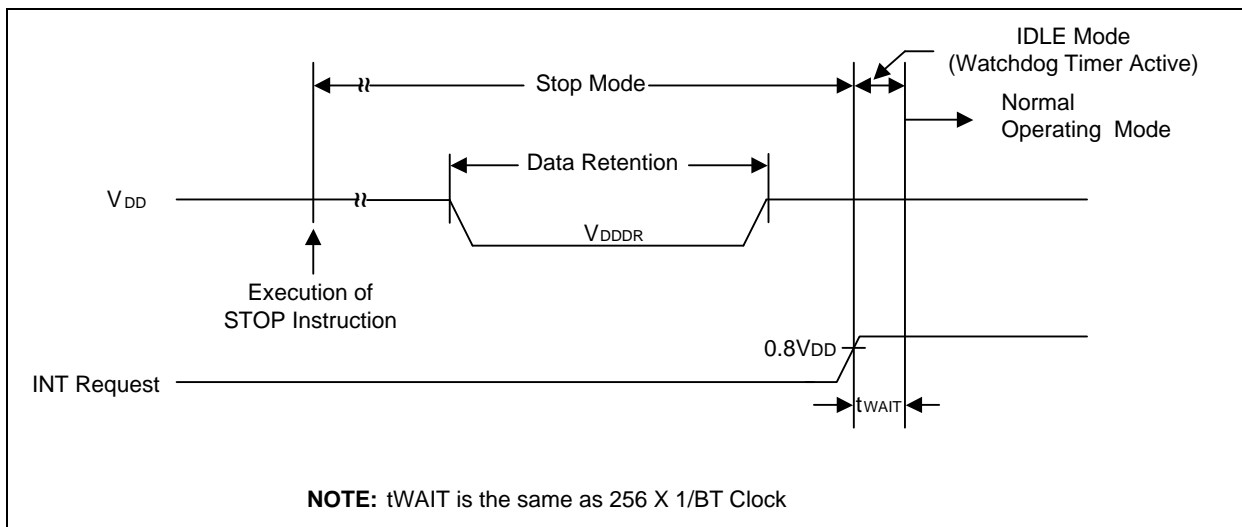 IDLE Mode
(Watchdog Timer Active)
Stop Mode
Normal
Operating Mode
Data Retention
VDD
VDDDR
Execution of
STOP Instruction
0.8VDD
INT Request
tWAIT
NOTE: tWAIT is the same as 256 X 1/BT Clock